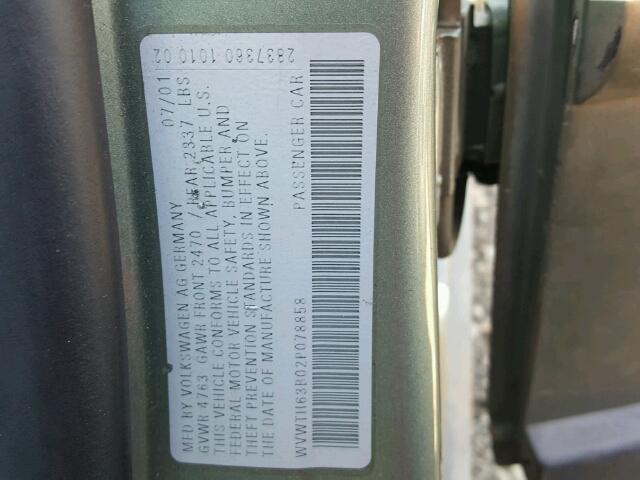 MFD BY VOLKSWAGEN AG GERMANY 07/01
GVWR 4763 GAWR FRONT 2470 / REAR 2337 LBS
THIS VEHICLE CONFORMS TO ALL APPLICABLE U.S.
FEDERAL MOTOR VEHICLE SAFETY, BUMPER AND
THEFT PREVENTION STANDARDS IN EFFECT ON
THE DATE OF MANUFACTURE SHOWN ABOVE.
WVWTH63B02P078858 PASSENGER CAR
2837360 1010 02